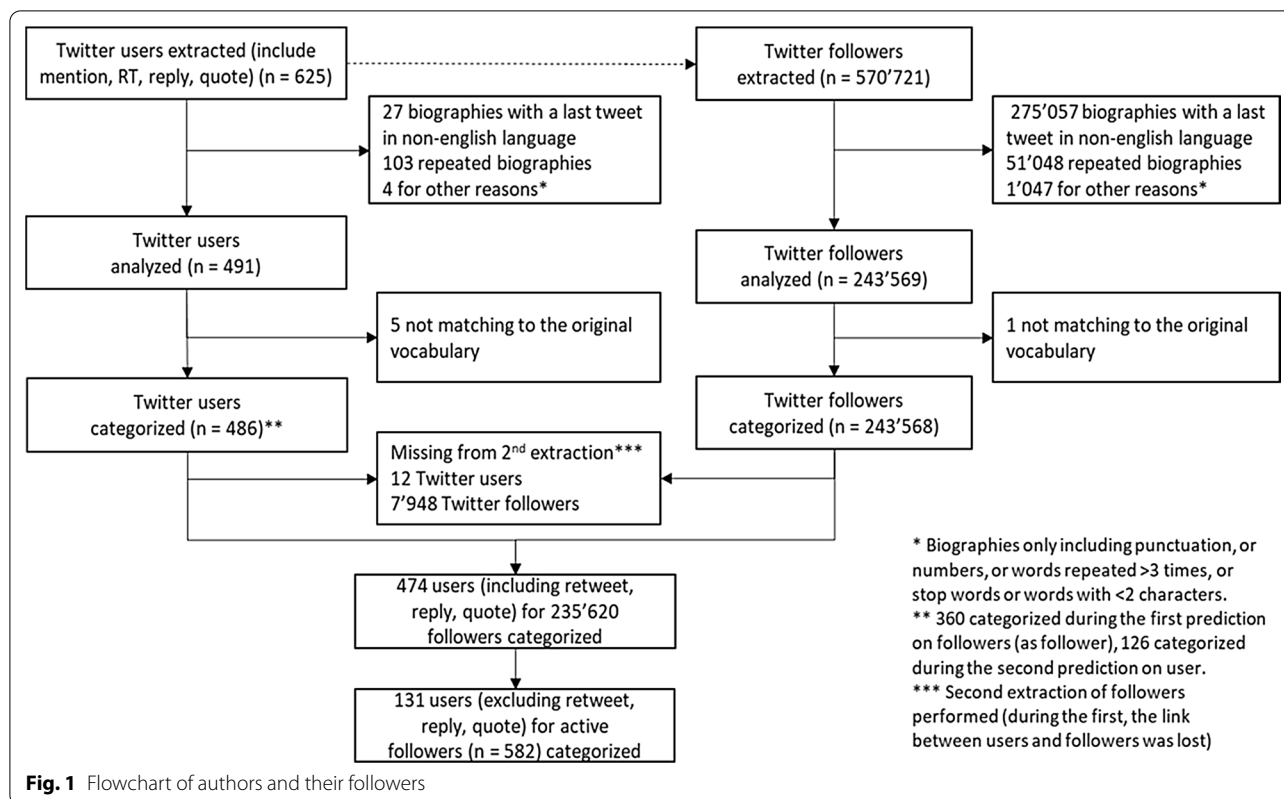 Twitter users extracted (include
mention, RT, reply, quote) (n = 625)
Twitter followers
extracted (n = 570’721)
27 biographies with a last tweet
in non-english language
103 repeated biographies
4 for other reasons*
275’057 biographies with a last
tweet in non-english language
51’048 repeated biographies
1’047 for other reasons*
Twitter users
analyzed (n = 491)
Twitter followers
analyzed (n = 243’569)
5 not matching to the original
vocabulary
1 not matching to the original
vocabulary
Twitter users
categorized (n = 486)**
Twitter followers
categorized (n = 243’568)
Missing from 2nd extraction***
12 Twitter users
7’948 Twitter followers
474 users (including retweet,
reply, quote) for 235’620
followers categorized
131 users (excluding retweet,
reply, quote) for active
followers (n = 582) categorized
* Biographies only including punctuation, or
numbers, or words repeated >3 times, or
stop words or words with <2 characters.
** 360 categorized during the first prediction
on followers (as follower), 126 categorized
during the second prediction on user.
*** Second extraction of followers
performed (during the first, the link
between users and followers was lost)
Fig. 1 Flowchart of authors and their followers